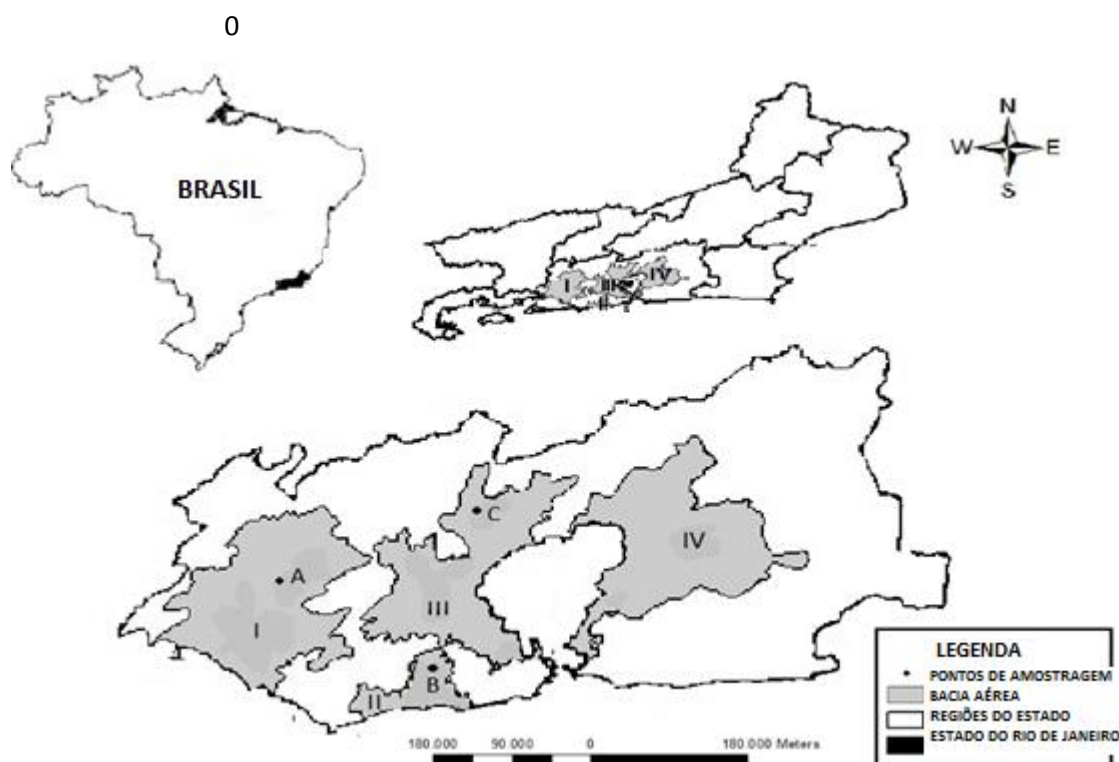 0
BRASIL
N
W E
S
I
III
II
IV
C
A
IV
III
I
B
II
LEGENDA
PONTOS DE AMOSTRAGEM
BACIA AÉREA
REGIÕES DO ESTADO
ESTADO DO RIO DE JANEIRO
180.000 90.000 0 180.000 Meters